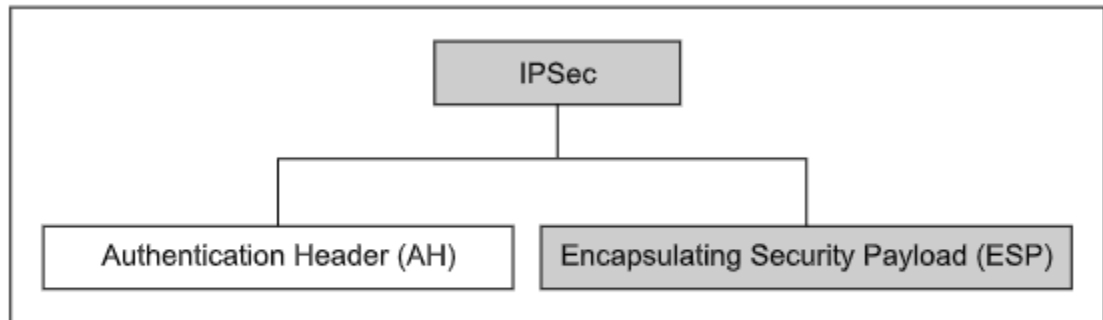 IPSec
Authentication Header (AH)
Encapsulating Security Payload (ESP)